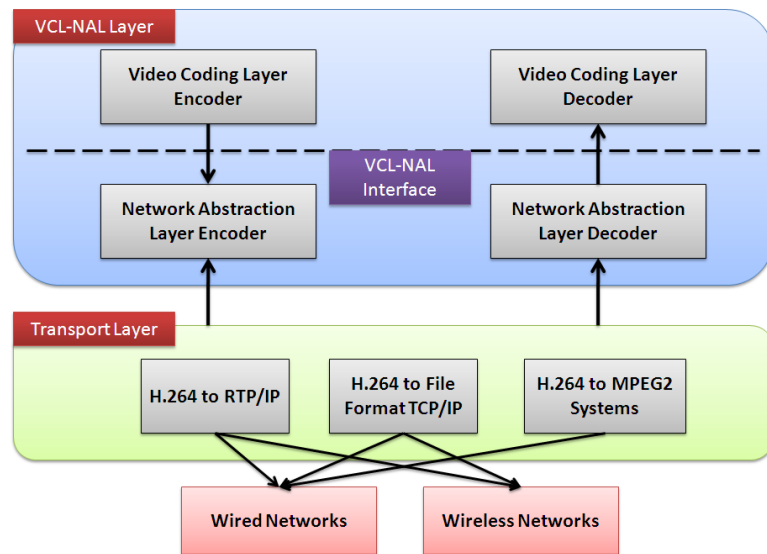 VCL-NAL Layer
Video Coding Layer
Encoder
Video Coding Layer
Decoder
VCL-NAL
Interface
Network Abstraction
Layer Encoder
Network Abstraction
Layer Decoder
Transport Layer
H.264 to RTP/IP
H.264 to File
Format TCP/IP
H.264 to MPEG2
Systems
Wired Networks
Wireless Networks